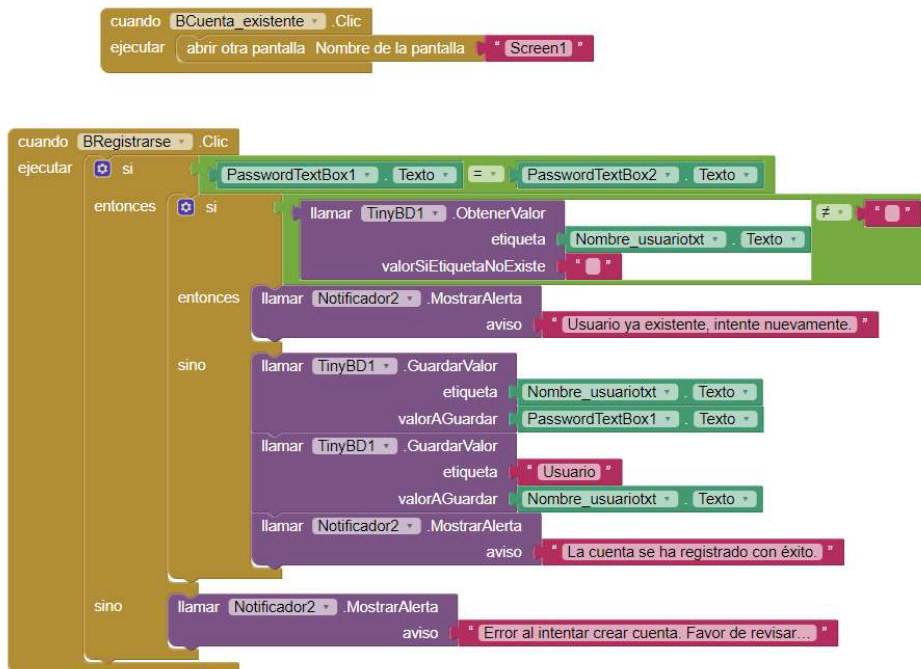 cuando BCuenta_existente .Clic
ejecutar abrir otra pantalla Nombre de la pantalla " Screen1 "
cuando BRegistrarse .Clic
ejecutar si PasswordTextBox1 . Texto = PasswordTextBox2 . Texto
entonces si llamar TinyBD1 .ObtenerValor ≠ " "
etiqueta Nombre_usuariotxt . Texto
valorSiEtiquetaNoExiste " "
entonces llamar Notificador2 .MostrarAlerta
aviso " Usuario ya existente, intente nuevamente. "
sino llamar TinyBD1 .GuardarValor
etiqueta Nombre_usuariotxt . Texto
valorAGuardar PasswordTextBox1 . Texto
llamar TinyBD1 .GuardarValor
etiqueta " Usuario "
valorAGuardar Nombre_usuariotxt . Texto
llamar Notificador2 .MostrarAlerta
aviso " La cuenta se ha registrado con éxito. "
sino llamar Notificador2 .MostrarAlerta
aviso " Error al intentar crear cuenta. Favor de revisar... "